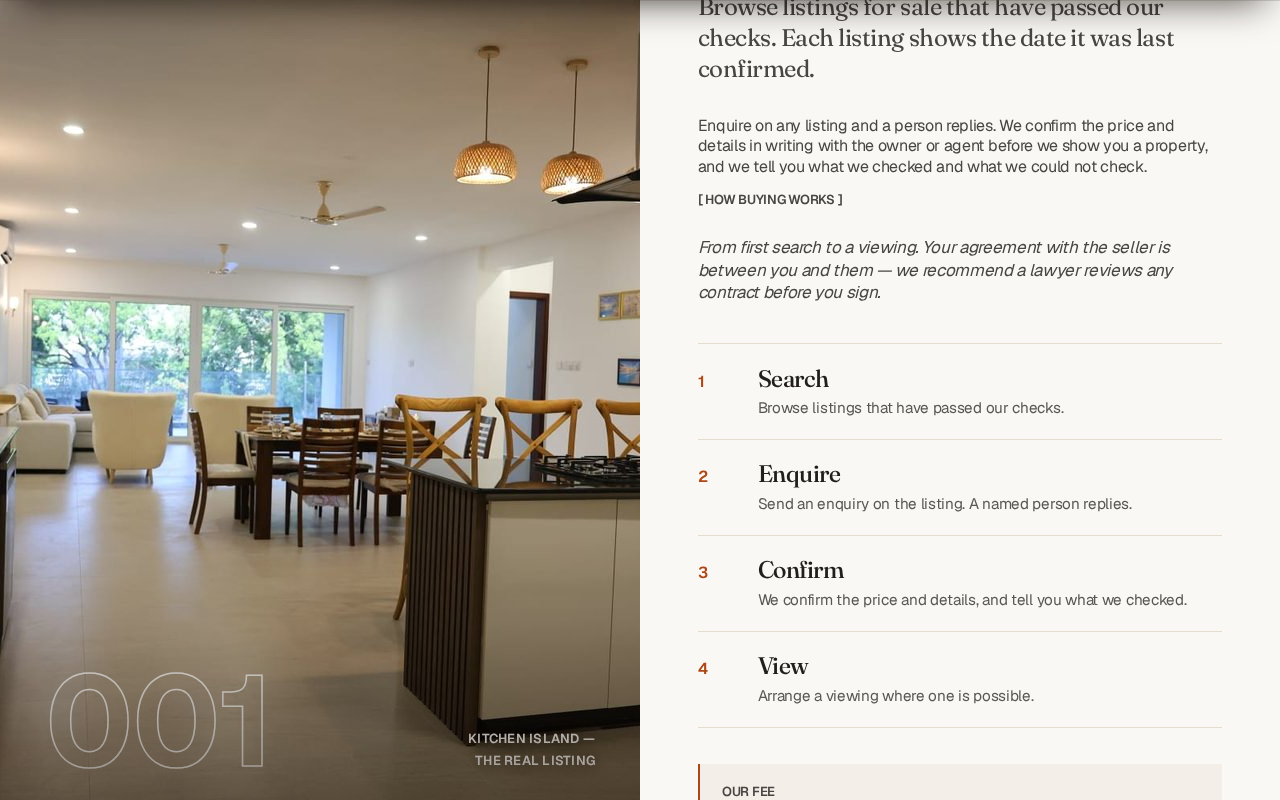 Browse listings for sale that have passed our
checks. Each listing shows the date it was last
confirmed.
Enquire on any listing and a person replies. We confirm the price and
details in writing with the owner or agent before we show you a property,
and we tell you what we checked and what we could not check.
[ HOW BUYING WORKS ]
From first search to a viewing. Your agreement with the seller is
between you and them — we recommend a lawyer reviews any
contract before you sign.
1 Search
Browse listings that have passed our checks.
2 Enquire
Send an enquiry on the listing. A named person replies.
3 Confirm
We confirm the price and details, and tell you what we checked.
4 View
Arrange a viewing where one is possible.
OUR FEE
001
KITCHEN ISLAND —
THE REAL LISTING